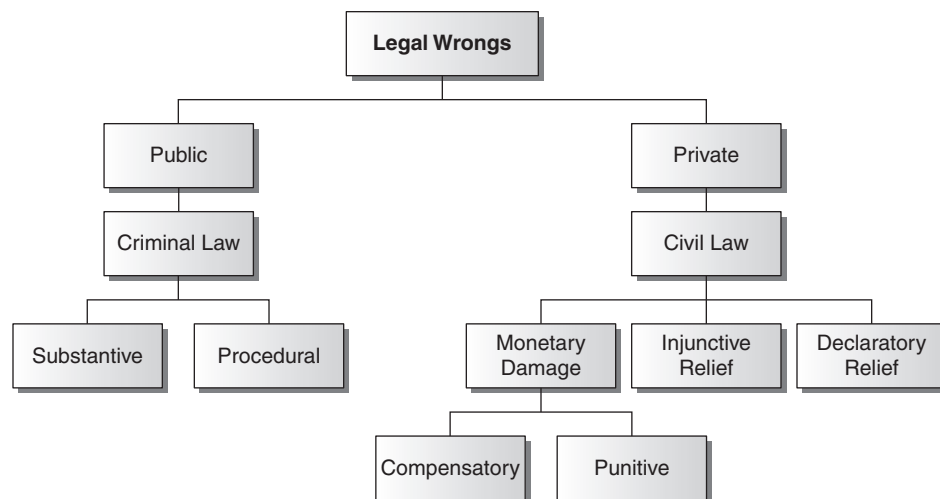 Legal Wrongs
Public
Private
Criminal Law
Civil Law
Substantive
Procedural
Monetary
Damage
Injunctive
Relief
Declaratory
Relief
Compensatory
Punitive